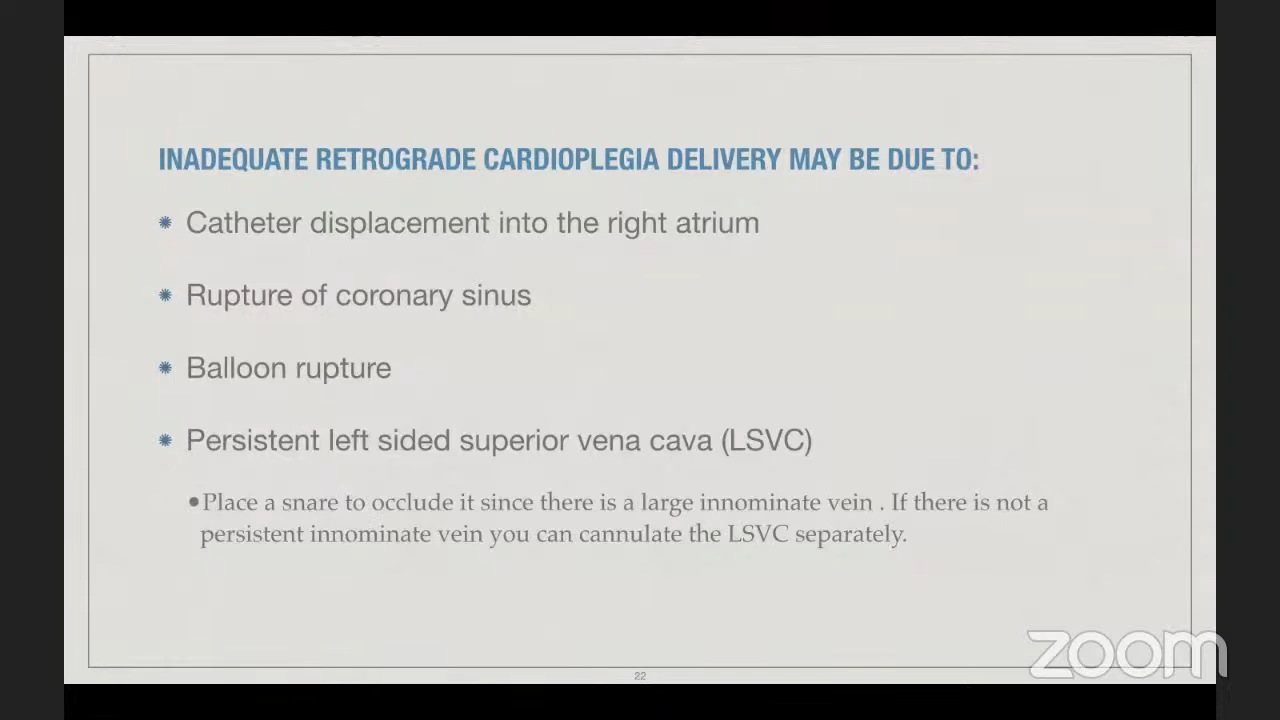 INADEQUATE RETROGRADE CARDIOPLEGIA DELIVERY MAY BE DUE TO:
Catheter displacement into the right atrium
Rupture of coronary sinus
Balloon rupture
Persistent left sided superior vena cava (LSVC)
•Place a snare to occlude it since there is a large innominate vein . If there is not a
persistent innominate vein you can cannulate the LSVC separately.
zoom
22